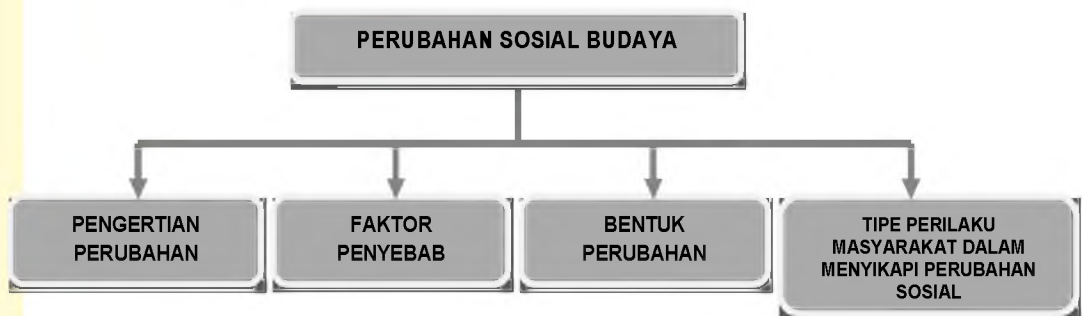 PERUBAHAN SOSIAL BUDAYA
PENGERTIAN
PERUBAHAN
FAKTOR
PENYEBAB
BENTUK
PERUBAHAN
TIPE PERILAKU
MASYARAKAT DALAM
MENYIKAPI PERUBAHAN
SOSIAL